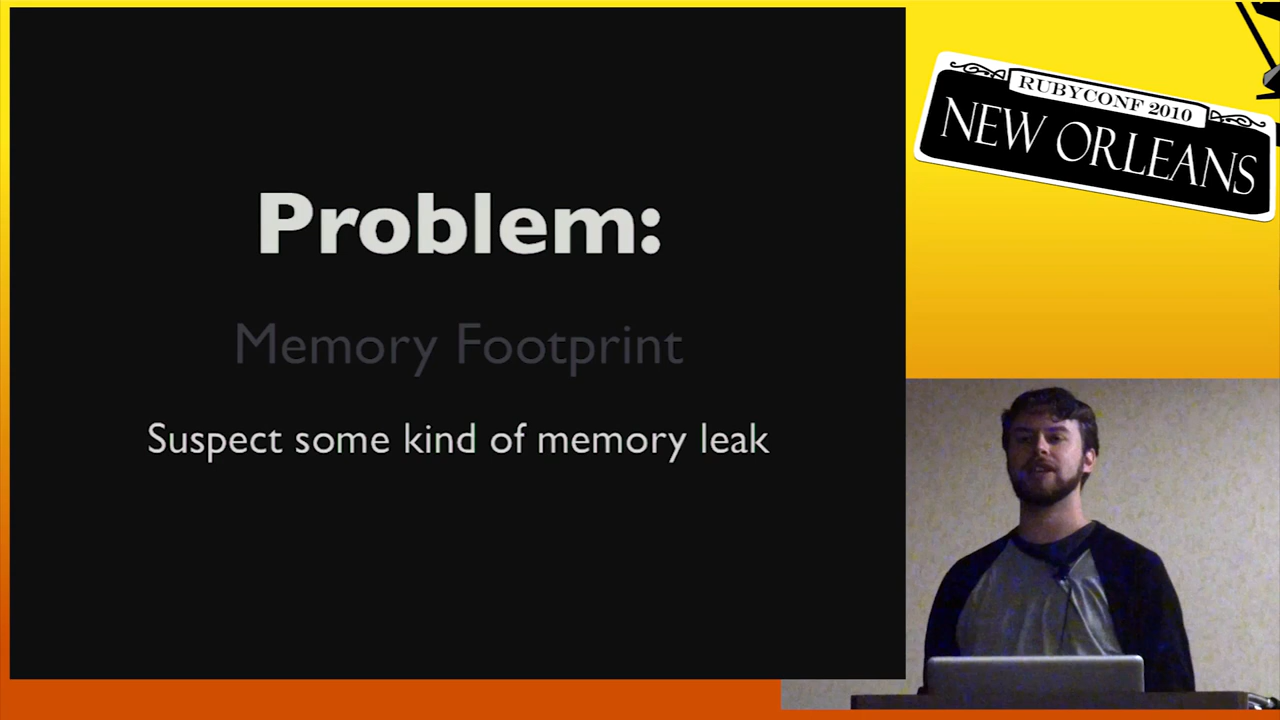 Problem:
Memory Footprint
Suspect some kind of memory leak
RUBYCONF 2010
NEW ORLEANS